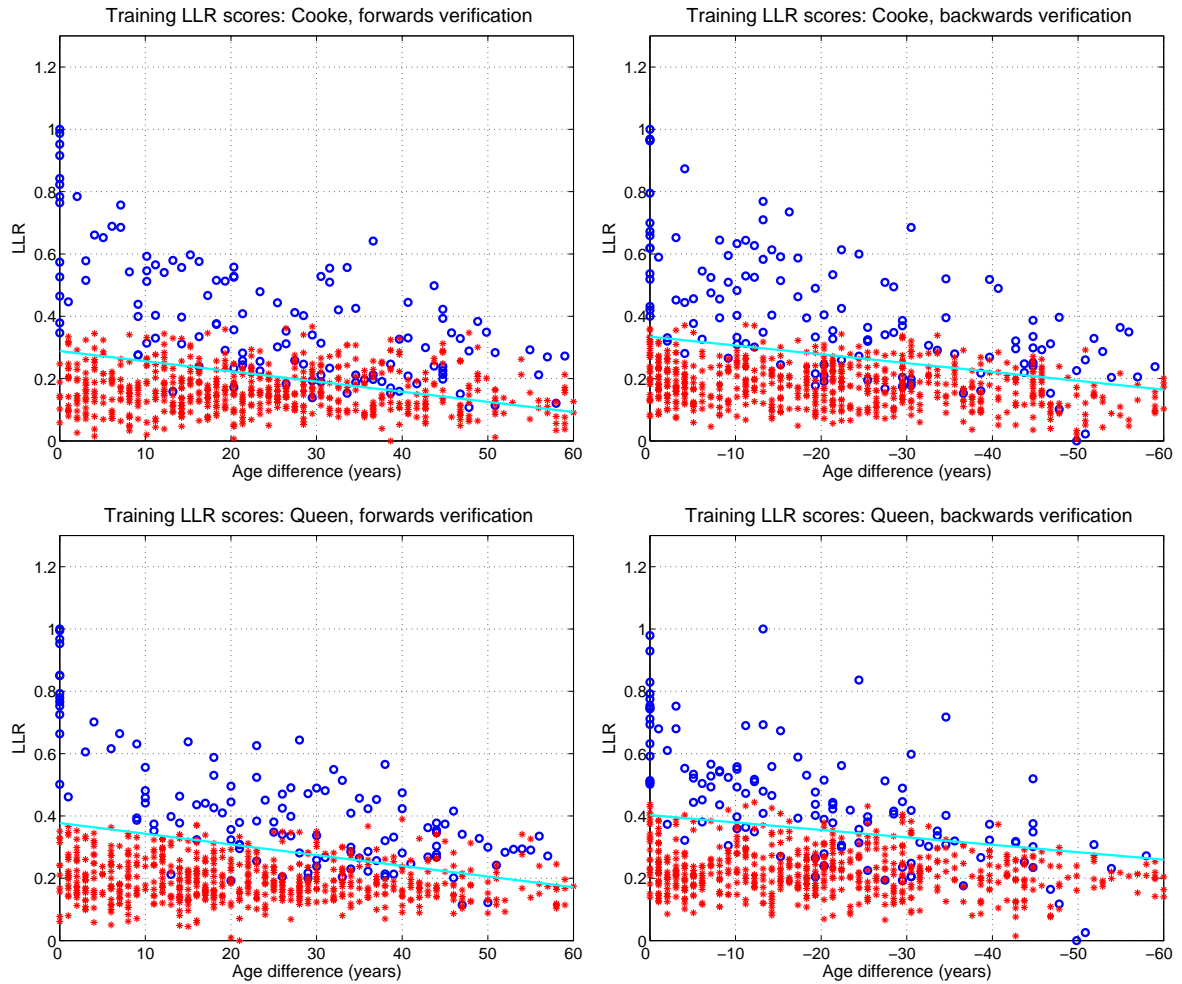 Training LLR scores: Cooke, forwards verification
1.2
1
0.8
0.6
0.4
0.2
0
LLR
0 10 20 30 40 50 60
Age difference (years)
Training LLR scores: Cooke, backwards verification
1.2
1
0.8
0.6
0.4
0.2
0
LLR
0 −10 −20 −30 −40 −50 −60
Age difference (years)
Training LLR scores: Queen, forwards verification
1.2
1
0.8
0.6
0.4
0.2
0
LLR
0 10 20 30 40 50 60
Age difference (years)
Training LLR scores: Queen, backwards verification
1.2
1
0.8
0.6
0.4
0.2
0
LLR
0 −10 −20 −30 −40 −50 −60
Age difference (years)